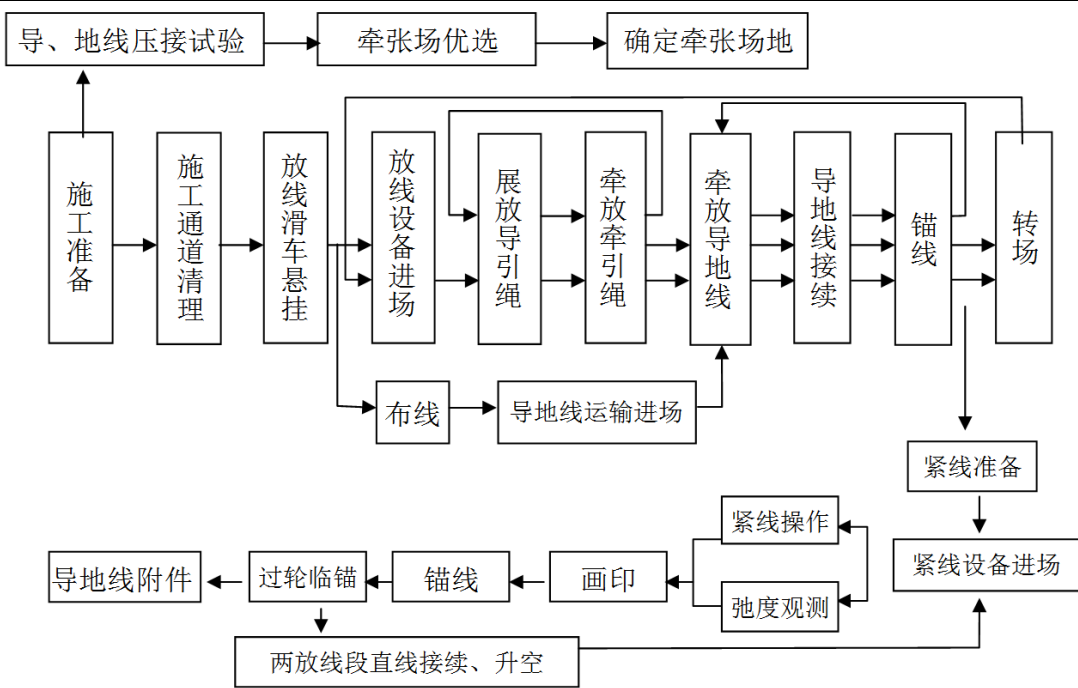 导、地线压接试验
牵张场优选
确定牵张场地
施工准备
施工通道清理
放线滑车悬挂
放线设备进场
展放导引绳
牵放牵引绳
牵放导地线
导地线接续
锚线
转场
布线
导地线运输进场
紧线准备
紧线操作
紧线设备进场
导地线附件
过轮临锚
锚线
画印
弛度观测
两放线段直线接续、升空